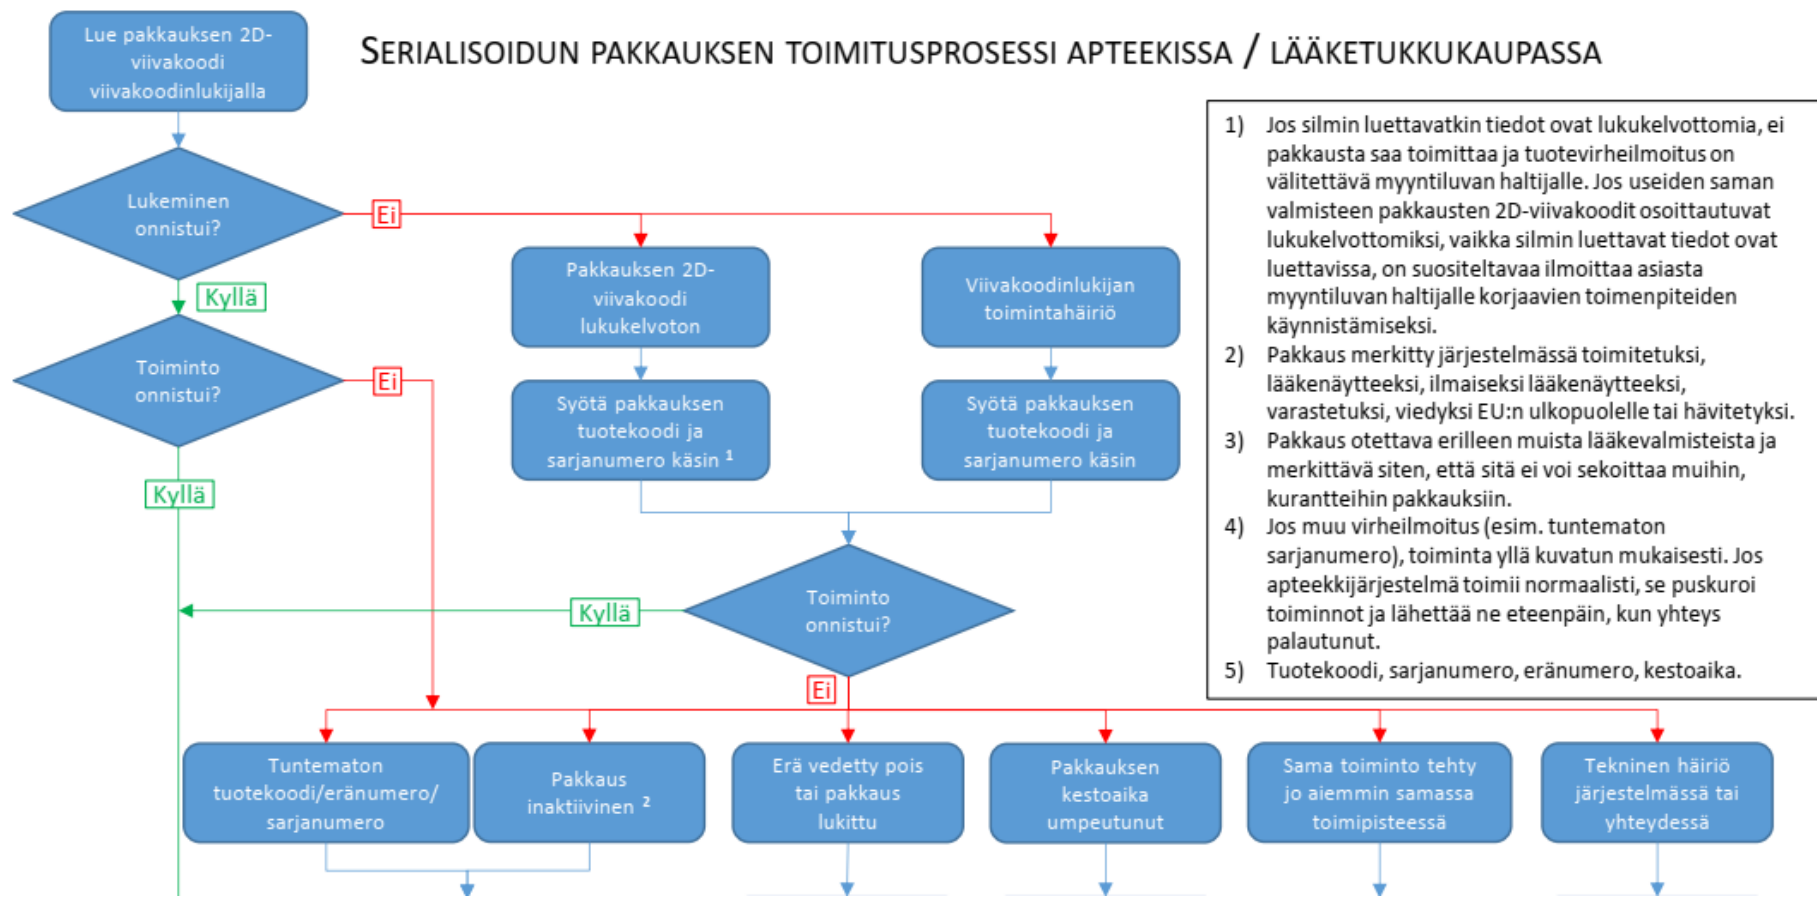 Lue pakkauksen 2D-
viivakoodi
viivakoodinlukijalla
SERIALISOIDUN PAKKAUKSEN TOIMITUSPROSESSI APTEEKISSA / LÄÄKETUKKUKAUPASSA
Lukeminen
onnistui?
Ei
Kyllä
Pakkauksen 2D-
viivakoodi
lukukelvoton
Viivakoodinlukijan
toimintahäiriö
Toiminto
onnistui?
Ei
Kyllä
Syötä pakkauksen
tuotekoodi ja
sarjanumero käsin 1
Syötä pakkauksen
tuotekoodi ja
sarjanumero käsin
Toiminto
onnistui?
Kyllä
Ei
Tuntematon
tuotekoodi/eränumero/
sarjanumero
Pakkaus
inaktiivinen 2
Erä vedetty pois
tai pakkaus
lukittu
Pakkauksen
kestoaika
umpeutunut
Sama toiminto tehty
jo aiemmin samassa
toimipisteessä
Tekninen häiriö
järjestelmässä tai
yhteydessä
1) Jos silmin luettavatkin tiedot ovat lukukelvottomia, ei
pakkausta saa toimittaa ja tuotevirheilmoitus on
välitettävä myyntiluvan haltijalle. Jos useiden saman
valmisteen pakkausten 2D-viivakoodit osoittautuvat
lukukelvottomiksi, vaikka silmin luettavat tiedot ovat
luettavissa, on suositeltavaa ilmoittaa asiasta
myyntiluvan haltijalle korjaavien toimenpiteiden
käynnistämiseksi.
2) Pakkaus merkitty järjestelmässä toimitetuksi,
lääkenäytteeksi, ilmaiseksi lääkenäytteeksi,
varastetuksi, viedyksi EU:n ulkopuolelle tai hävitetyksi.
3) Pakkaus otettava erilleen muista lääkevalmisteista ja
merkittävä siten, että sitä ei voi sekoittaa muihin,
kurantteihin pakkauksiin.
4) Jos muu virheilmoitus (esim. tuntematon
sarjanumero), toiminta yllä kuvatun mukaisesti. Jos
apteekkijärjestelmä toimii normaalisti, se puskuroi
toiminnot ja lähettää ne eteenpäin, kun yhteys
palautunut.
5) Tuotekoodi, sarjanumero, eränumero, kestoaika.